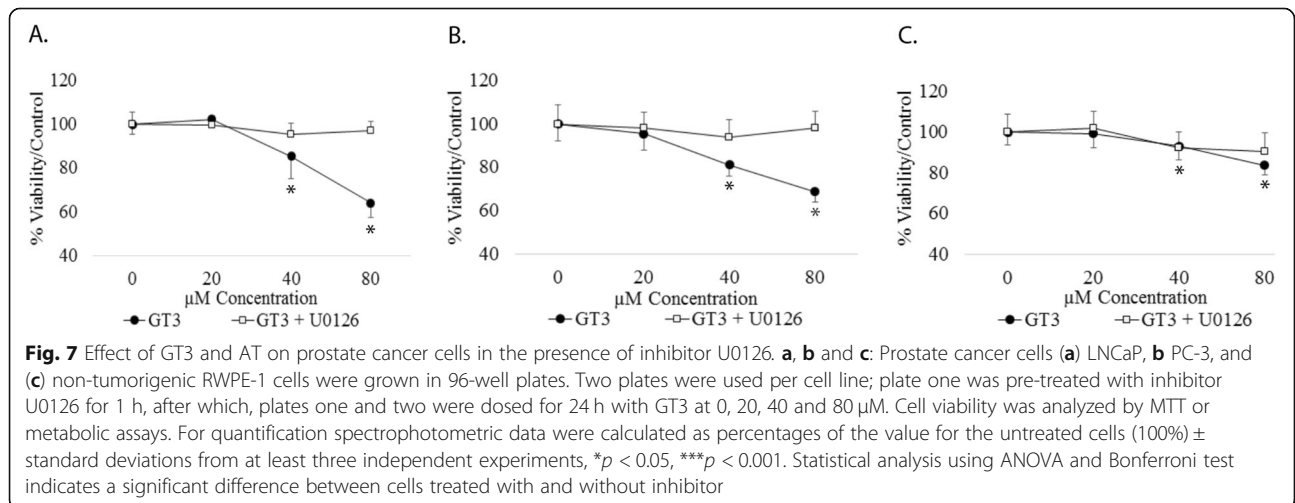 A.
B.
C.
% Viability/Control
120
100
80
60
40
0
20
40
80
µM Concentration
GT3
GT3 + U0126
*
*
% Viability/Control
120
100
80
60
40
0
20
40
80
µM Concentration
GT3
GT3 + U0126
*
*
% Viability/Control
120
100
80
60
40
0
20
40
80
µM Concentration
GT3
GT3 + U0126
*
*
Fig. 7 Effect of GT3 and AT on prostate cancer cells in the presence of inhibitor U0126. a, b and c: Prostate cancer cells (a) LNCaP, b PC-3, and
(c) non-tumorigenic RWPE-1 cells were grown in 96-well plates. Two plates were used per cell line; plate one was pre-treated with inhibitor
U0126 for 1 h, after which, plates one and two were dosed for 24 h with GT3 at 0, 20, 40 and 80 µM. Cell viability was analyzed by MTT or
metabolic assays. For quantification spectrophotometric data were calculated as percentages of the value for the untreated cells (100%) ±
standard deviations from at least three independent experiments, *p < 0.05, ***p < 0.001. Statistical analysis using ANOVA and Bonferroni test
indicates a significant difference between cells treated with and without inhibitor